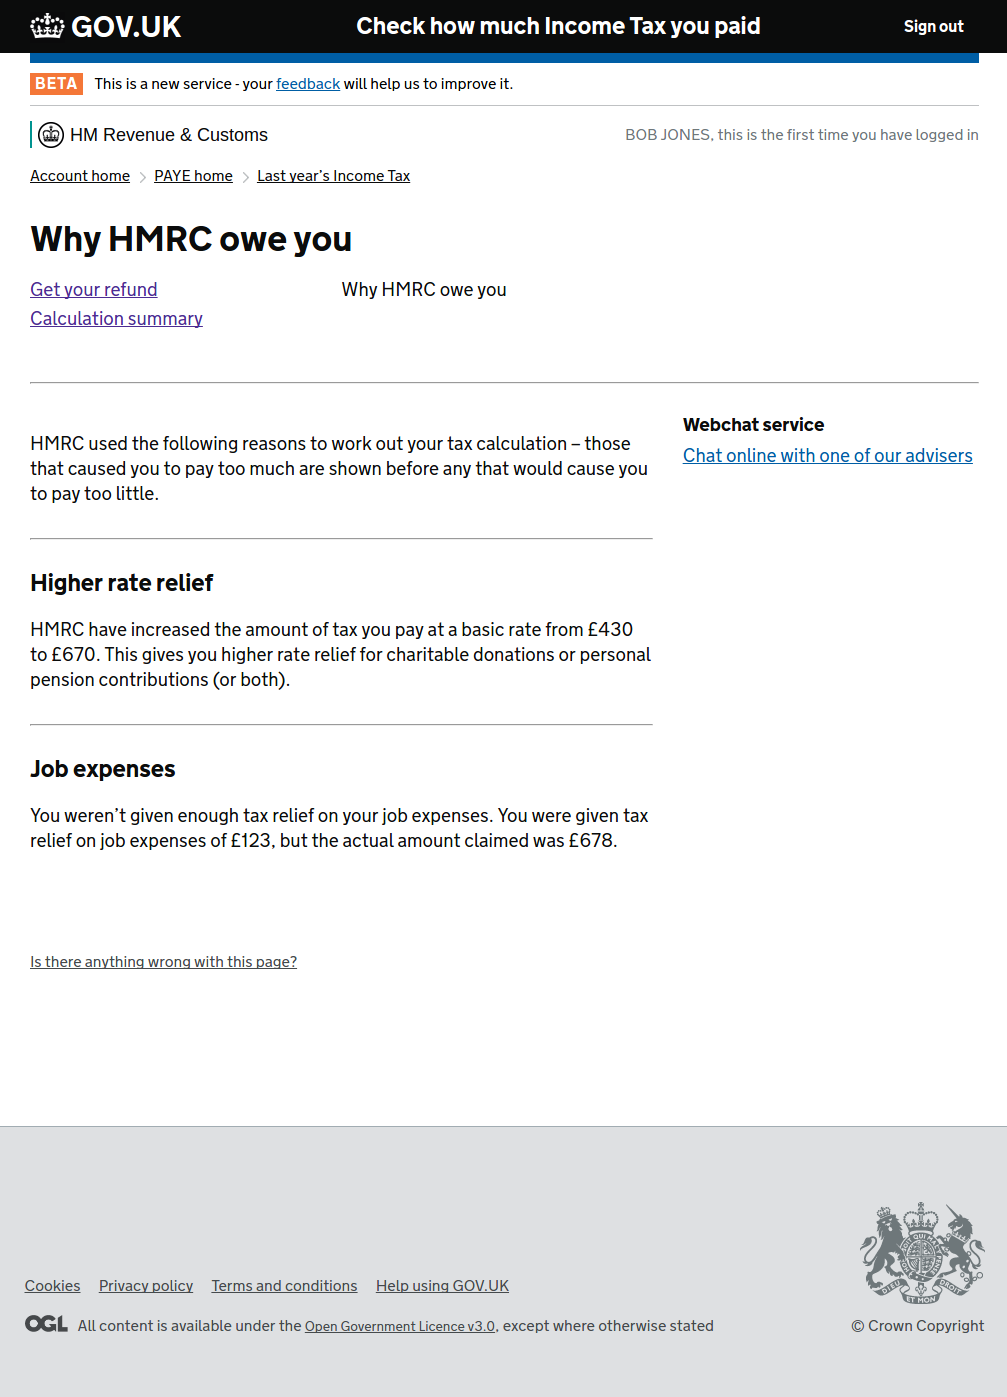 GOV.UK Check how much Income Tax you paid Sign out
BETA This is a new service - your feedback will help us to improve it.
HM Revenue & Customs BOB JONES, this is the first time you have logged in
Account home PAYE home Last year’s Income Tax
Why HMRC owe you
Get your refund Why HMRC owe you
Calculation summary
HMRC used the following reasons to work out your tax calculation – those
that caused you to pay too much are shown before any that would cause you
to pay too little.
Webchat service
Chat online with one of our advisers
Higher rate relief
HMRC have increased the amount of tax you pay at a basic rate from £430
to £670. This gives you higher rate relief for charitable donations or personal
pension contributions (or both).
Job expenses
You weren’t given enough tax relief on your job expenses. You were given tax
relief on job expenses of £123, but the actual amount claimed was £678.
Is there anything wrong with this page?
Cookies Privacy policy Terms and conditions Help using GOV.UK
OGL All content is available under the Open Government Licence v3.0, except where otherwise stated
© Crown Copyright
DIEU ET MON DROIT